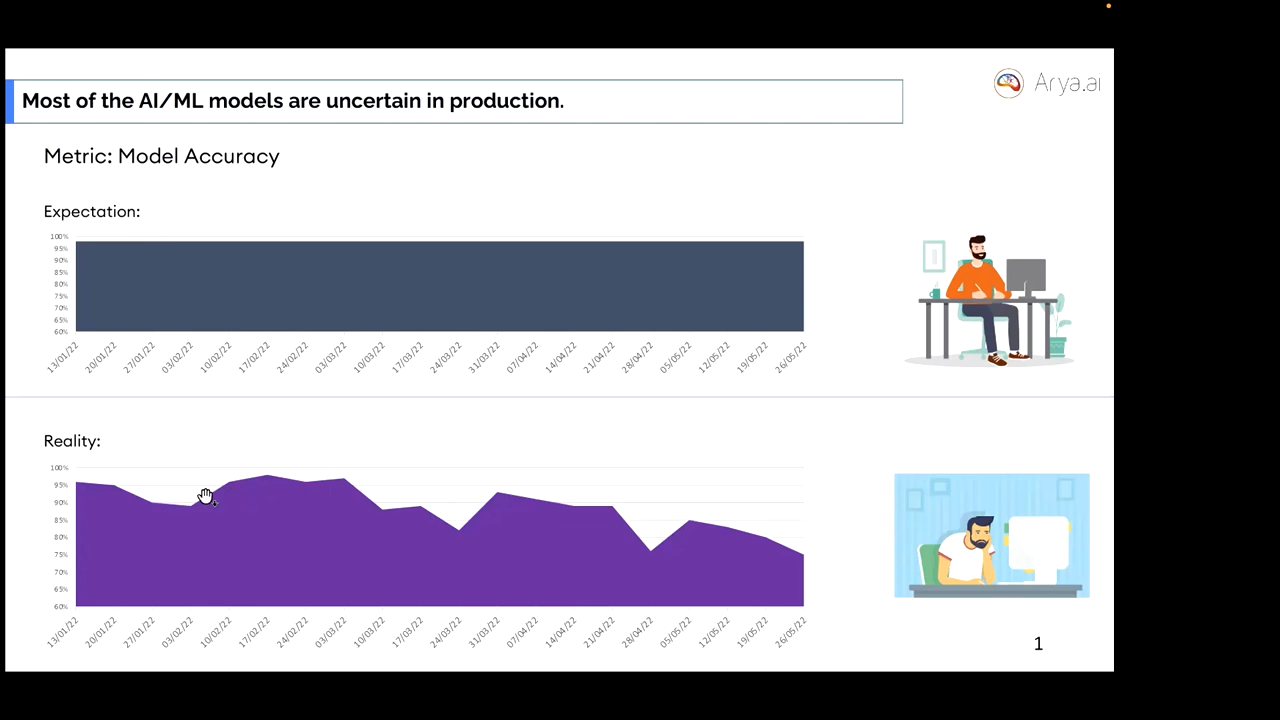 Most of the AI/ML models are uncertain in production.
Arya.ai
Metric: Model Accuracy
Expectation:
100%
95%
90%
85%
80%
75%
70%
65%
60%
13/01/22 20/01/22 27/01/22 03/02/22 10/02/22 17/02/22 24/02/22 03/03/22 10/03/22 17/03/22 24/03/22 31/03/22 07/04/22 14/04/22 21/04/22 28/04/22 05/05/22 12/05/22 19/05/22 26/05/22
Reality:
100%
95%
90%
85%
80%
75%
70%
65%
60%
13/01/22 20/01/22 27/01/22 03/02/22 10/02/22 17/02/22 24/02/22 03/03/22 10/03/22 17/03/22 24/03/22 31/03/22 07/04/22 14/04/22 21/04/22 28/04/22 05/05/22 12/05/22 19/05/22 26/05/22
1